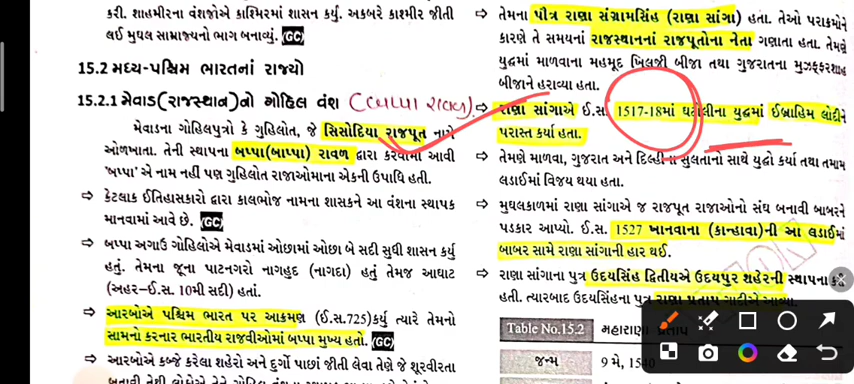 કરી. શાહમીરના વંશજોએ કાશ્મિરમાં શાસન કર્યુ. અકબરે કાશ્મીર જીતી
લઈ મુઘલ સામ્રાજ્યનો ભાગ બનાવ્યુ. (GC)
15.2 મધ્ય-પશ્ચિમ ભારતનાં રાજ્યો
15.2.1 મેવાડ (રાજસ્થાન)નો ગોહિલ વંશ (બાપ્પા રાવલ)
મેવાડના ગોહિલપુત્રો કે ગુહિલોત, જે સિસોદિયા રાજપૂત નામે
ઓળખાતા. તેની સ્થાપના બપ્પા(બાપ્પા) રાવળ દ્વારા કરવામાં આવી
'બપ્પા' એ નામ નહીં પણ ગુહિલોત રાજાઓમાના એકની ઉપાધિ હતી.
⇒ કેટલાક ઈતિહાસકારો દ્વારા કાલભોજ નામના શાસકને આ વંશના સ્થાપક
માનવામાં આવે છે. (GC)
⇒ બપ્પા અગાઉ ગોહિલોએ મેવાડમાં ઓછામાં ઓછા બે સદી સુધી શાસન કર્યુ
હતું. તેમના જૂના પાટનગરો નાગહૃદ (નાગદા) હતું તેમજ આઘાટ
(અહર-ઈ.સ. 10મી સદી) હતાં.
⇒ આરબોએ પશ્ચિમ ભારત પર આક્રમણ (ઈ.સ.725)કર્યુ ત્યારે તેમનો
સામનો કરનાર ભારતીય રાજવીઓમાં બપ્પા મુખ્ય હતો. (GC)
⇒ આરબોએ કબ્જે કરેલા શહેરો અને દુર્ગો પાછાં જીતી લેવા તેણે જે શૂરવીરતા
⇒ તેમના પૌત્ર રાણા સંગ્રામસિંહ (રાણા સાંગા) હતા. તેઓ પરાક્રમોને
કારણે તે સમયનાં રાજસ્થાનનાં રાજપૂતોના નેતા ગણાતા હતા. તેમણે
યુદ્ધમાં માળવાના મહમૂદ ખિલજી બીજા તથા ગુજરાતના મુઝફ્ફરશાહ
બીજાને હરાવ્યા હતા.
⇒ રાણા સાંગાએ ઈ.સ. 1517-18માં ઘટોલીના યુદ્ધમાં ઈબ્રાહિમ લોદીને
પરાસ્ત કર્યા હતા.
⇒ તેમણે માળવા, ગુજરાત અને દિલ્હીના સુલતાનો સાથે યુદ્ધો કર્યા તથા તમામ
લડાઈમાં વિજય થયા હતા.
⇒ મુઘલકાળમાં રાણા સાંગાએ જ રાજપૂત રાજાઓનો સંઘ બનાવી બાબરને
પડકાર આપ્યો. ઈ.સ. 1527 ખાનવાના (કાન્હાવા)ની આ લડાઈમાં
બાબર સામે રાણા સાંગાની હાર થઈ.
⇒ રાણા સાંગાના પુત્ર ઉદયસિંહ દ્વિતીયએ ઉદયપુર શહેરની સ્થાપના કરી
હતી. ત્યારબાદ ઉદયસિંહના પુત્ર રાણા પ્રતાપ ગાદીએ આવ્યા.
Table No.15.2 મહારાણા પ્રતાપ
જન્મ 9 મે, 1540